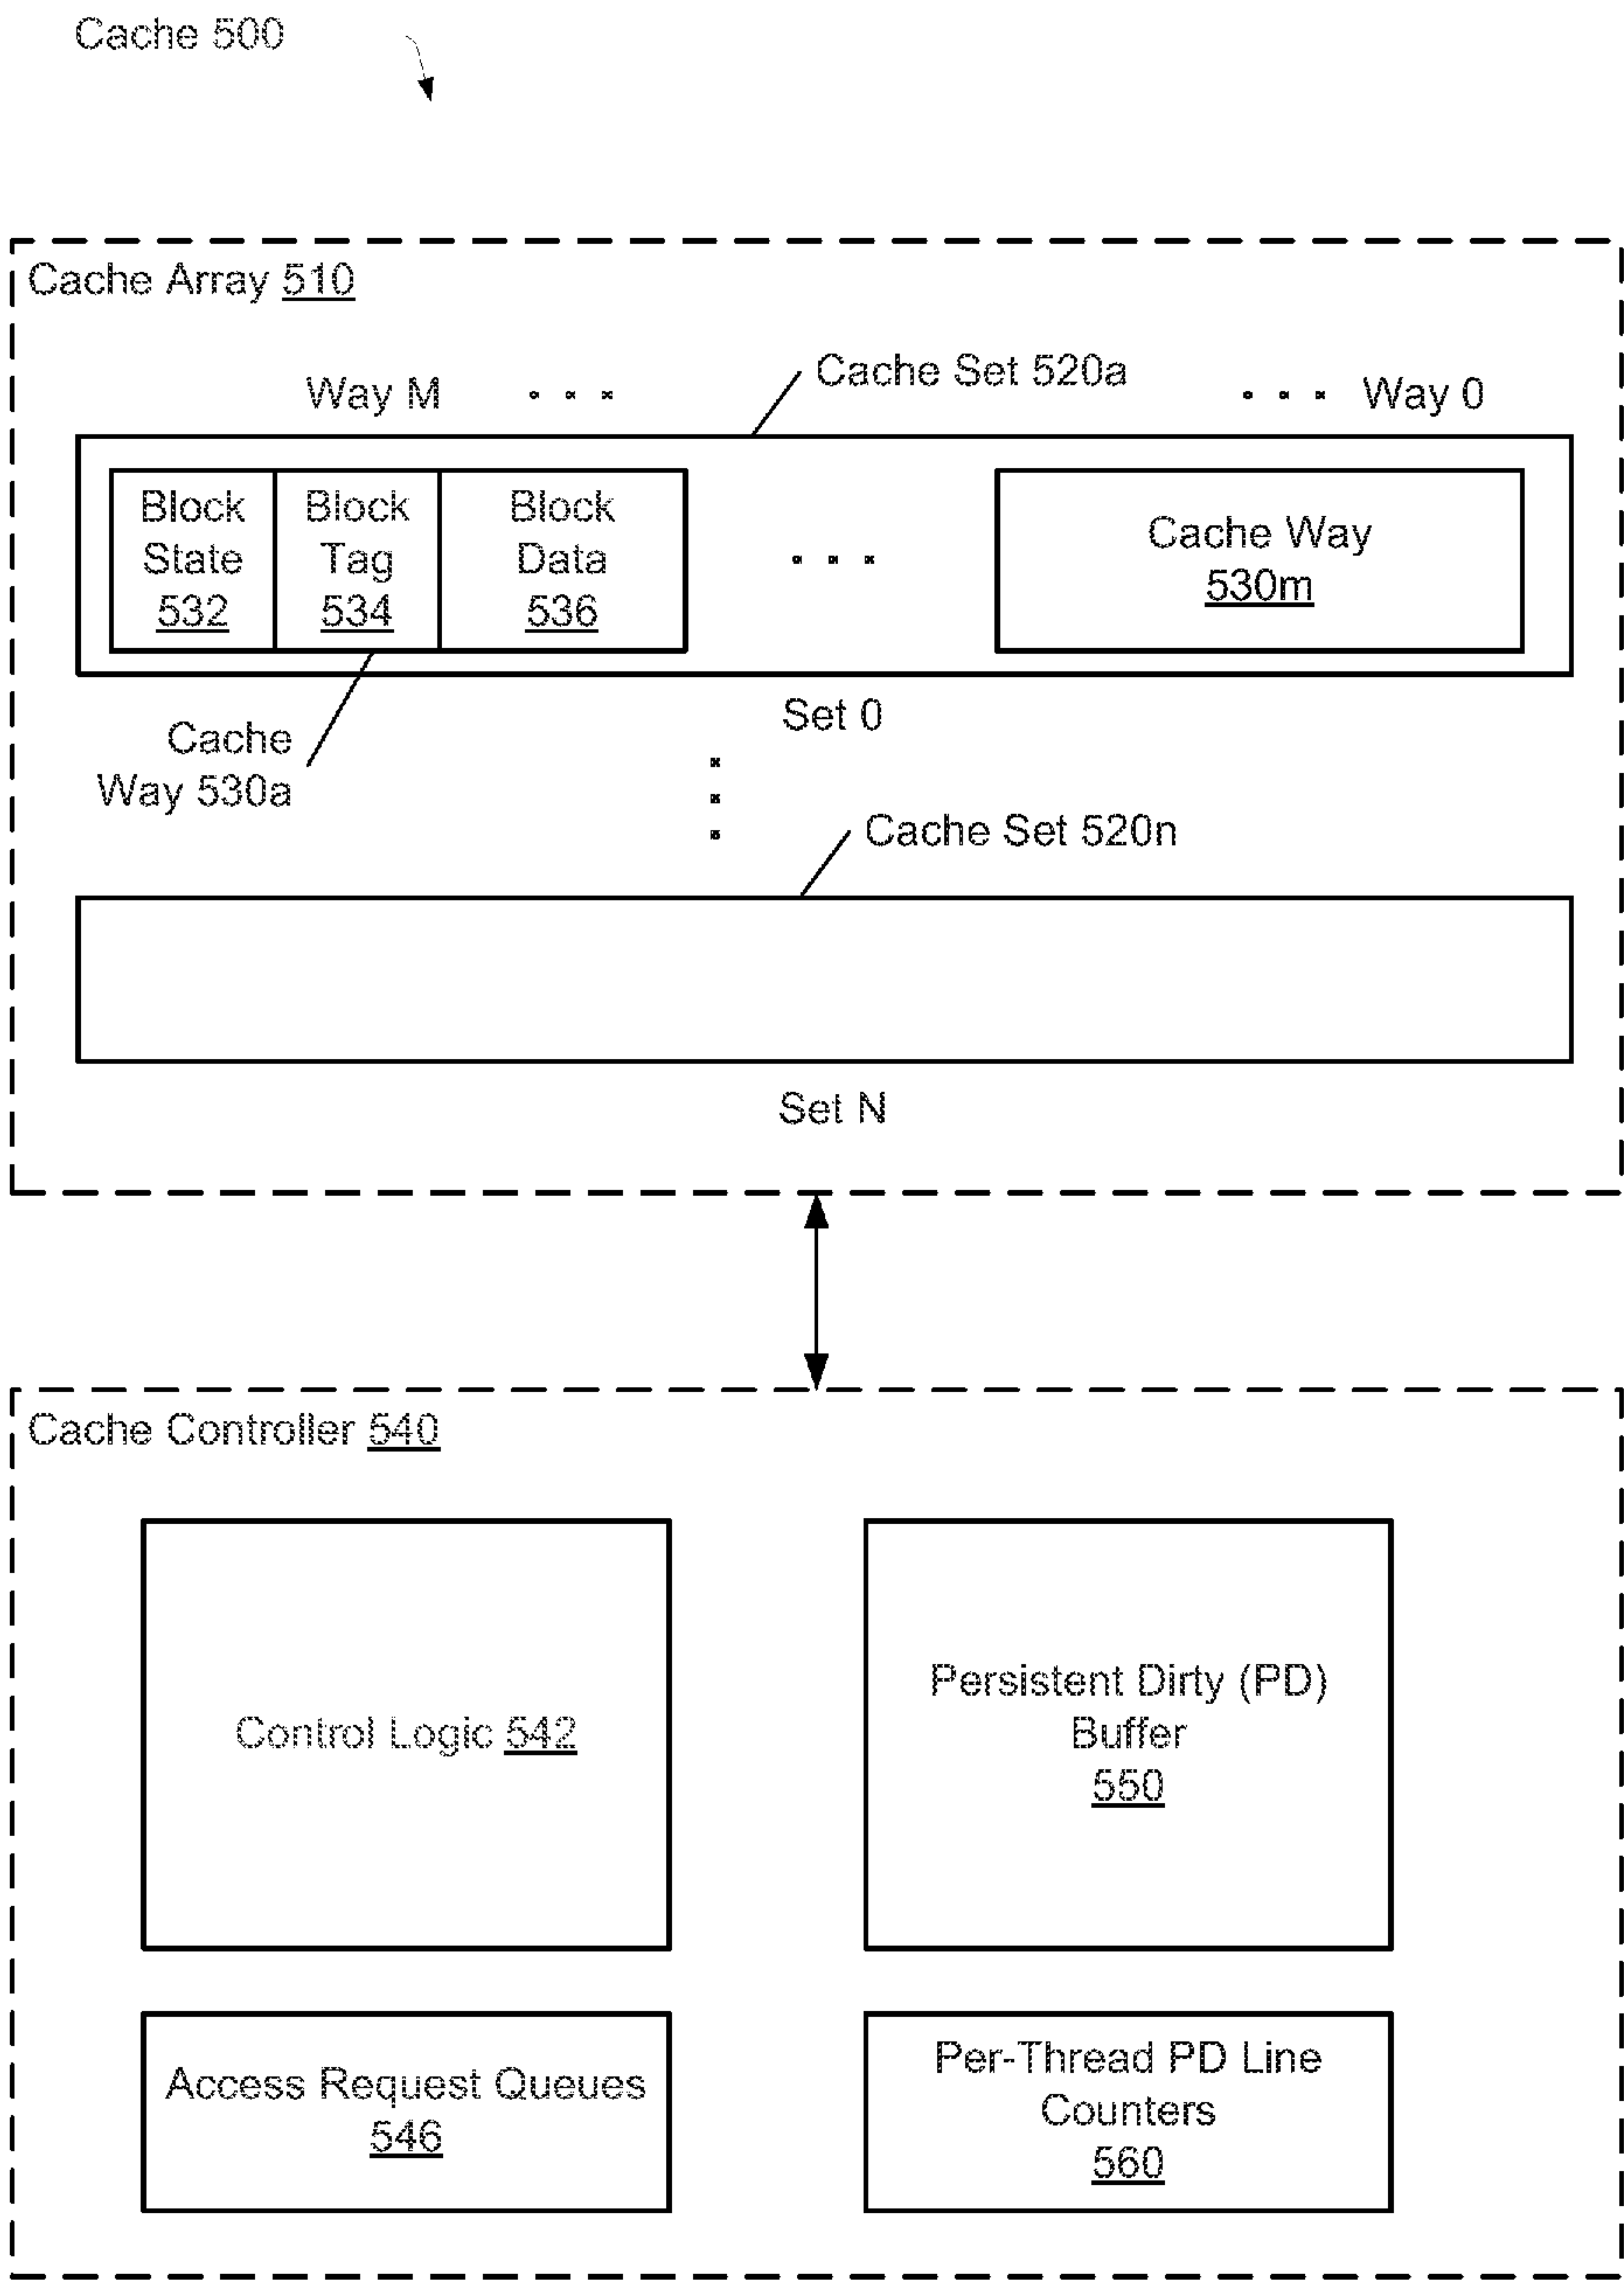 Cache 500
Cache Array 510
Cache Set 520a
Way M
Way 0
Block
State
532
Block
Tag
534
Block
Data
536
Cache Way
530m
Set 0
Cache
Way 530a
Cache Set 520n
Set N
Cache Controller 540
Control Logic 542
Persistent Dirty (PD)
Buffer
550
Access Request Queues
546
Per-Thread PD Line
Counters
560